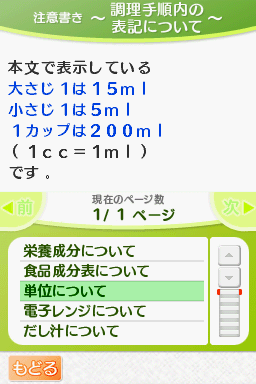 注意書き ～ 調理手順内の
表記について ～
本文で表示している
大さじ１は１５ｍｌ
小さじ１は５ｍｌ
１カップは２００ｍｌ
（１ｃｃ＝１ｍｌ）
です。
現在のページ数
前 1/ 1 ページ 次
栄養成分について
食品成分表について
単位について
電子レンジについて
だし汁について
もどる